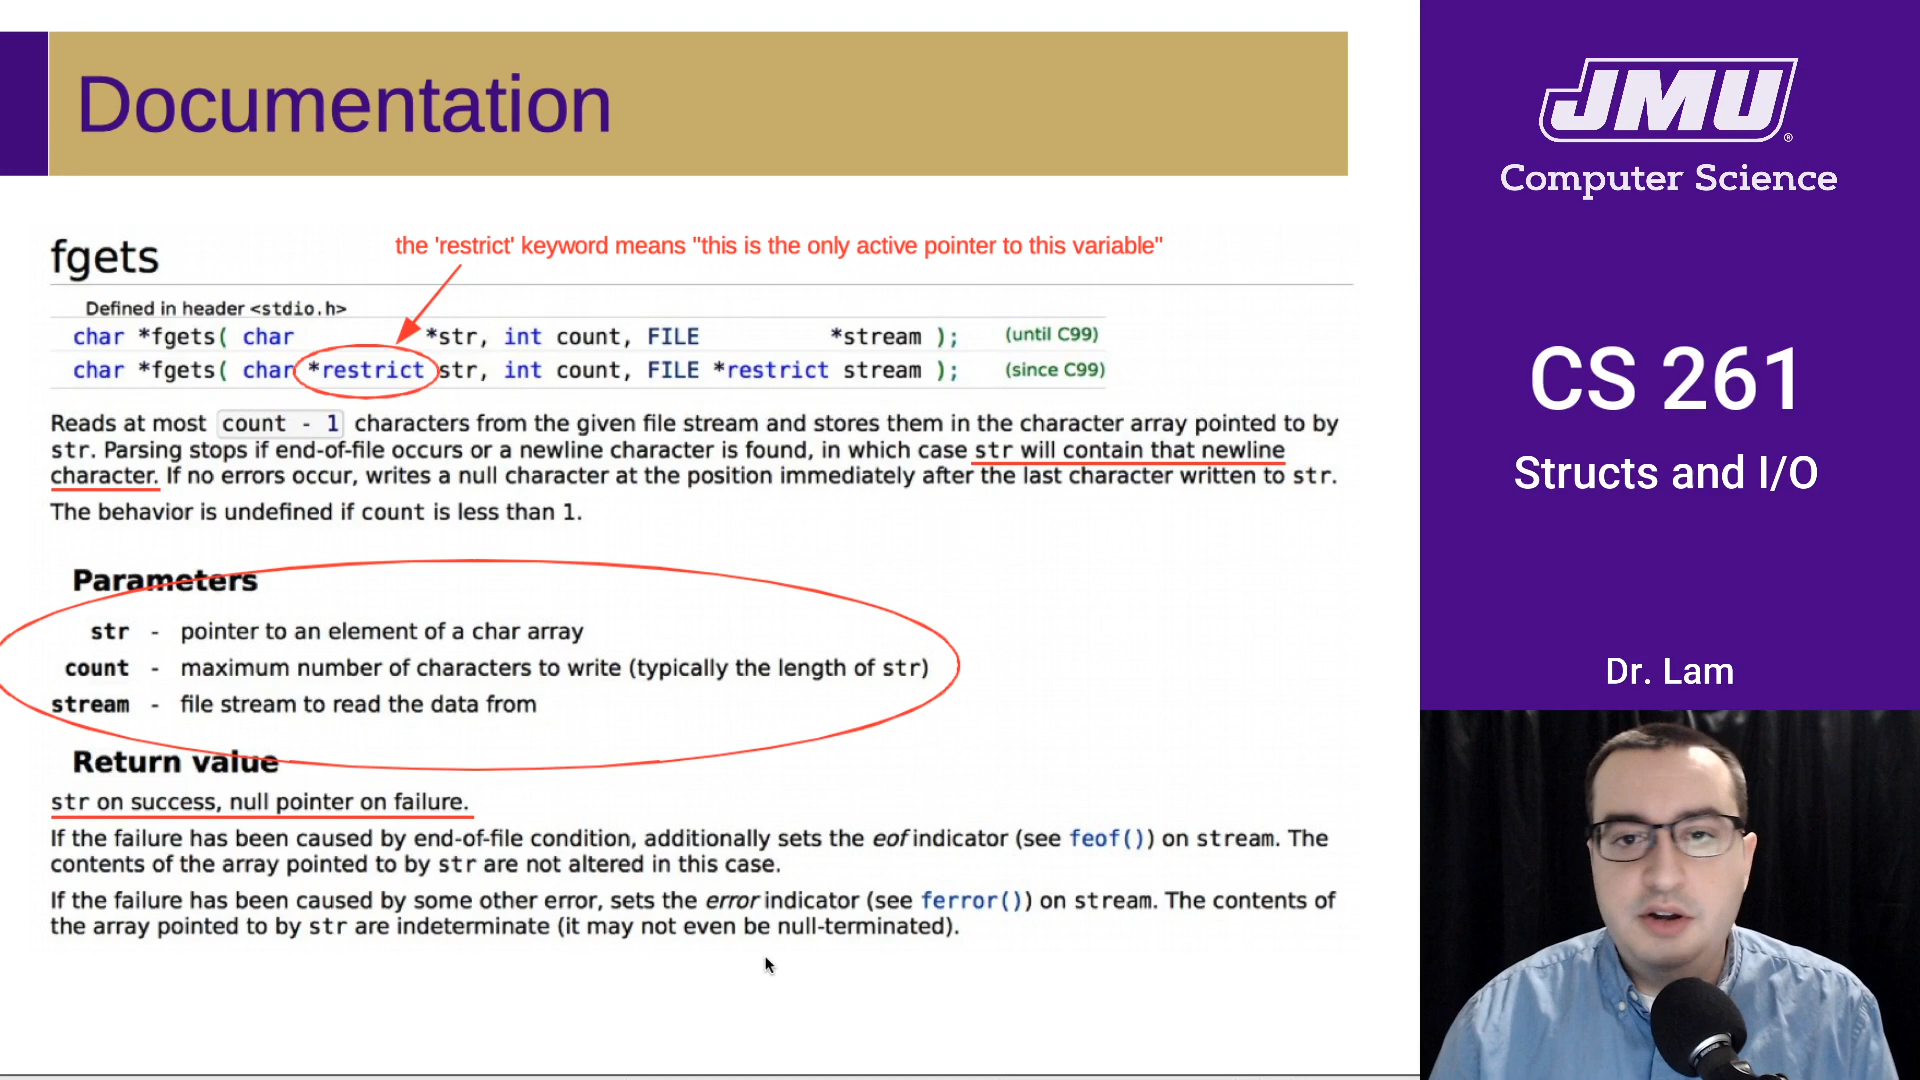 Documentation
fgets
the 'restrict' keyword means "this is the only active pointer to this variable"
Defined in header <stdio.h>
char *fgets( char          *str, int count, FILE          *stream );    (until C99)
char *fgets( char *restrict str, int count, FILE *restrict stream );    (since C99)
Reads at most count - 1 characters from the given file stream and stores them in the character array pointed to by
str. Parsing stops if end-of-file occurs or a newline character is found, in which case str will contain that newline
character. If no errors occur, writes a null character at the position immediately after the last character written to str.
The behavior is undefined if count is less than 1.
Parameters
str - pointer to an element of a char array
count - maximum number of characters to write (typically the length of str)
stream - file stream to read the data from
Return value
str on success, null pointer on failure.
If the failure has been caused by end-of-file condition, additionally sets the eof indicator (see feof()) on stream. The
contents of the array pointed to by str are not altered in this case.
If the failure has been caused by some other error, sets the error indicator (see ferror()) on stream. The contents of
the array pointed to by str are indeterminate (it may not even be null-terminated).
JMU®
Computer Science
CS 261
Structs and I/O
Dr. Lam